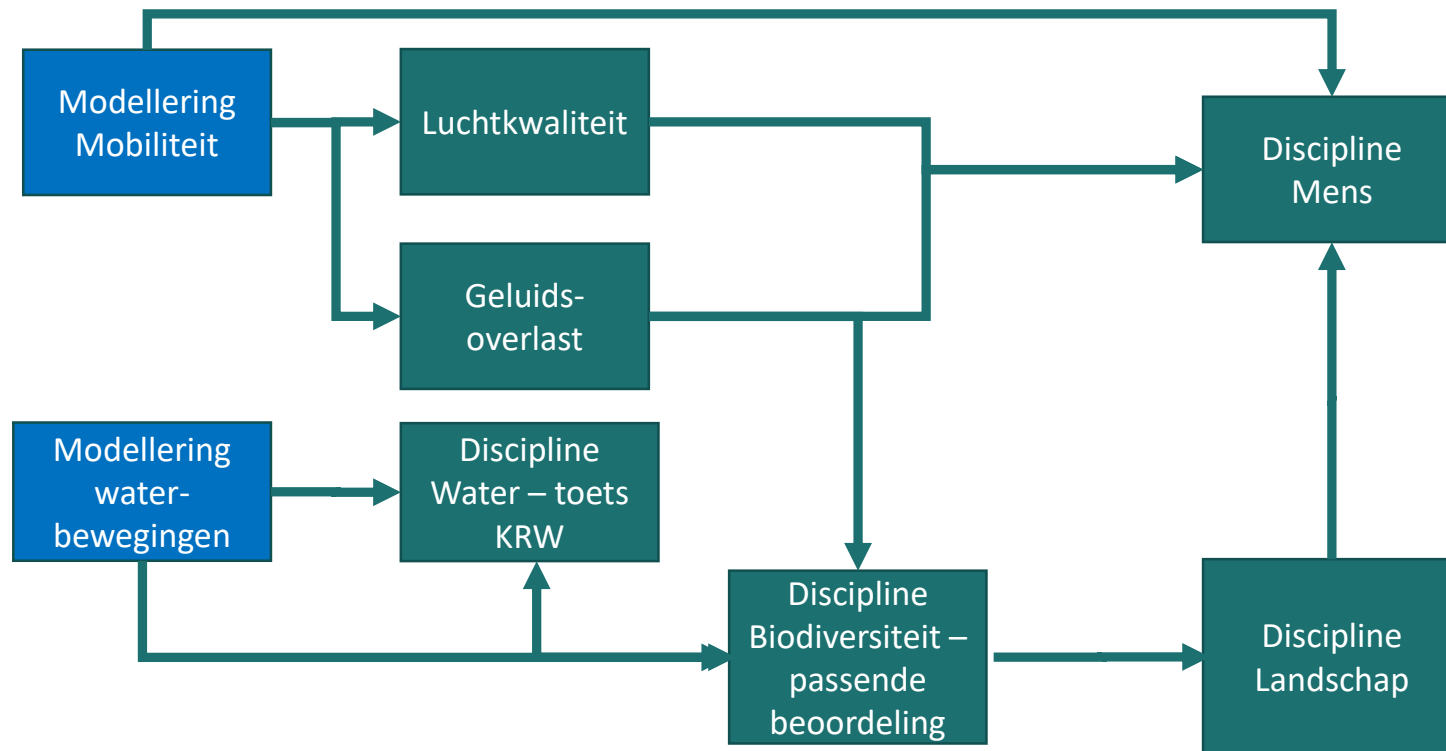 Modellering
Mobiliteit
Luchtkwaliteit
Discipline
Mens
Geluids-
overlast
Modellering
water-
bewegingen
Discipline
Water – toets
KRW
Discipline
Biodiversiteit –
passende
beoordeling
Discipline
Landschap